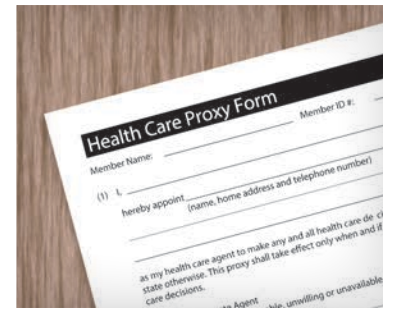 Health Care Proxy Form
Member Name:
Member ID #:
(1) I,
hereby appoint
(name, home address and telephone number)
as my health care agent to make any and all health care de ci
state otherwise. This proxy shall take effect only when and if
care decisions.
Agent
unwilling or unavailable